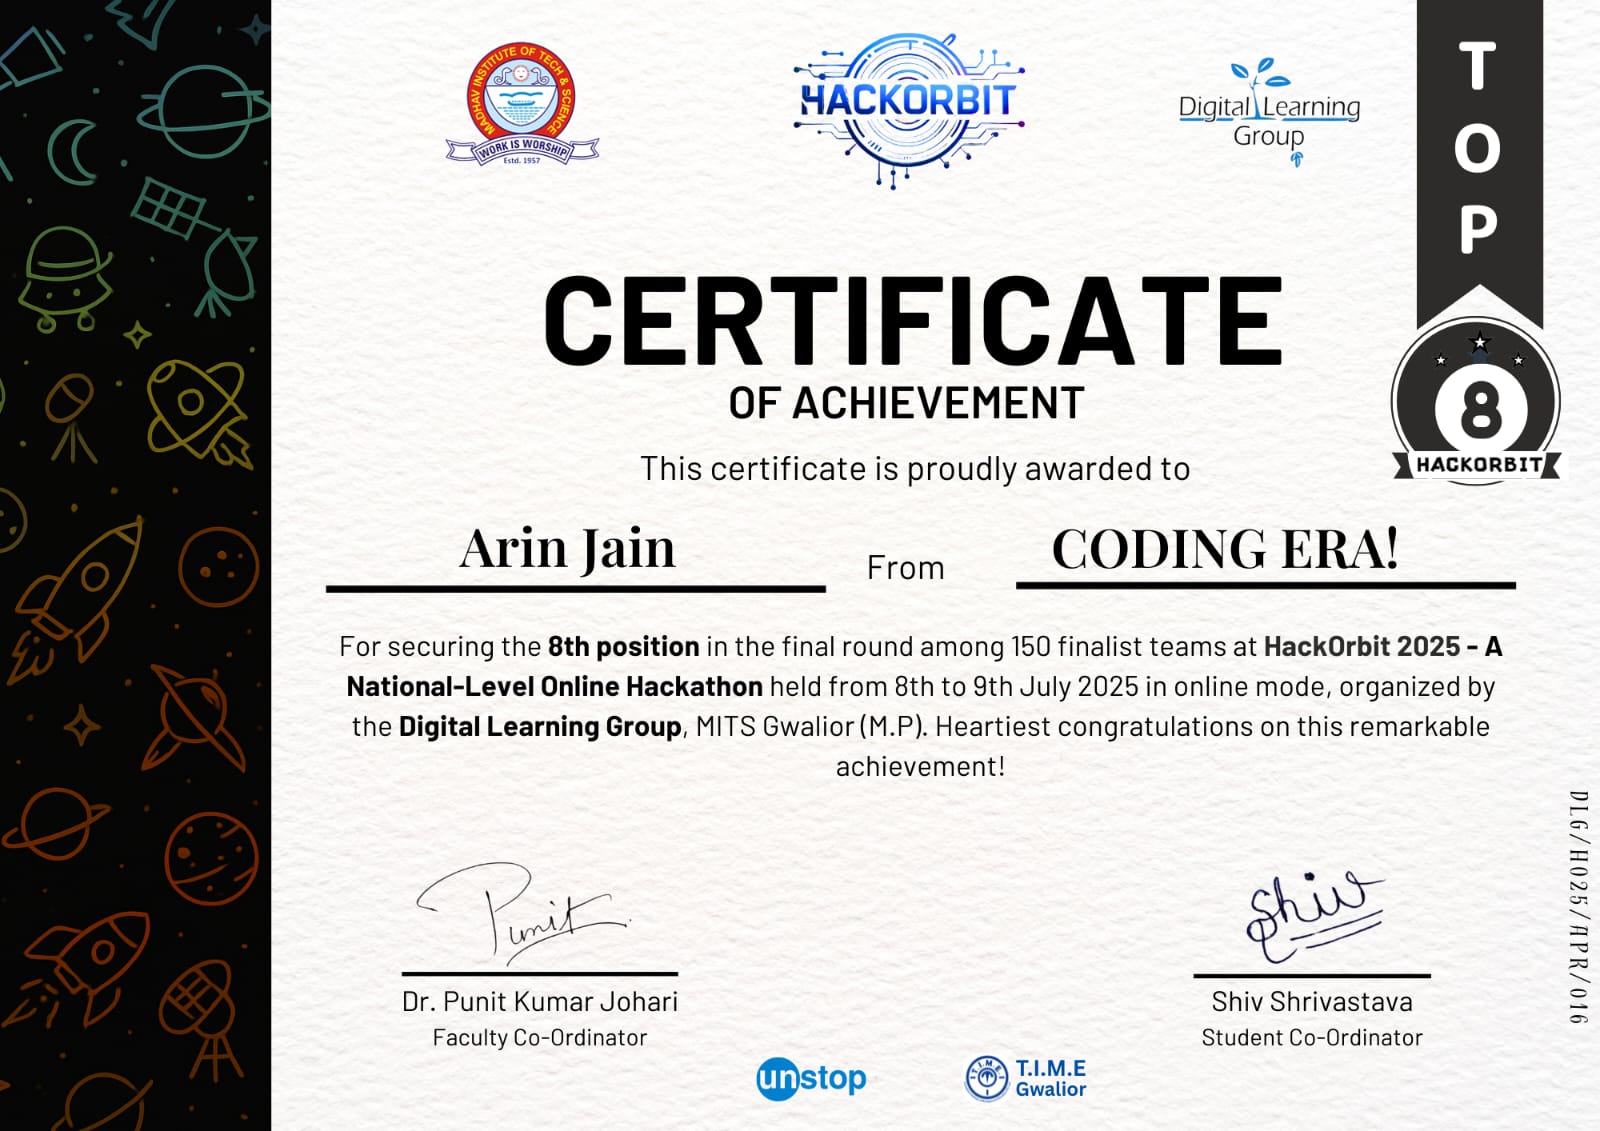 MADHAV INSTITUTE OF TECH & SCIENCE
WORK IS WORSHIP
Estd. 1957
HACKORBIT
Digital Learning
Group
TOP
8
HACKORBIT
CERTIFICATE
OF ACHIEVEMENT
This certificate is proudly awarded to
Arin Jain From CODING ERA!
For securing the 8th position in the final round among 150 finalist teams at HackOrbit 2025 - A
National-Level Online Hackathon held from 8th to 9th July 2025 in online mode, organized by
the Digital Learning Group, MITS Gwalior (M.P). Heartiest congratulations on this remarkable
achievement!
Punit
Dr. Punit Kumar Johari
Faculty Co-Ordinator
Shiv
Shiv Shrivastava
Student Co-Ordinator
DLG/HO25/APR/016
unstop
T.I.M.E
T.I.M.E
Gwalior